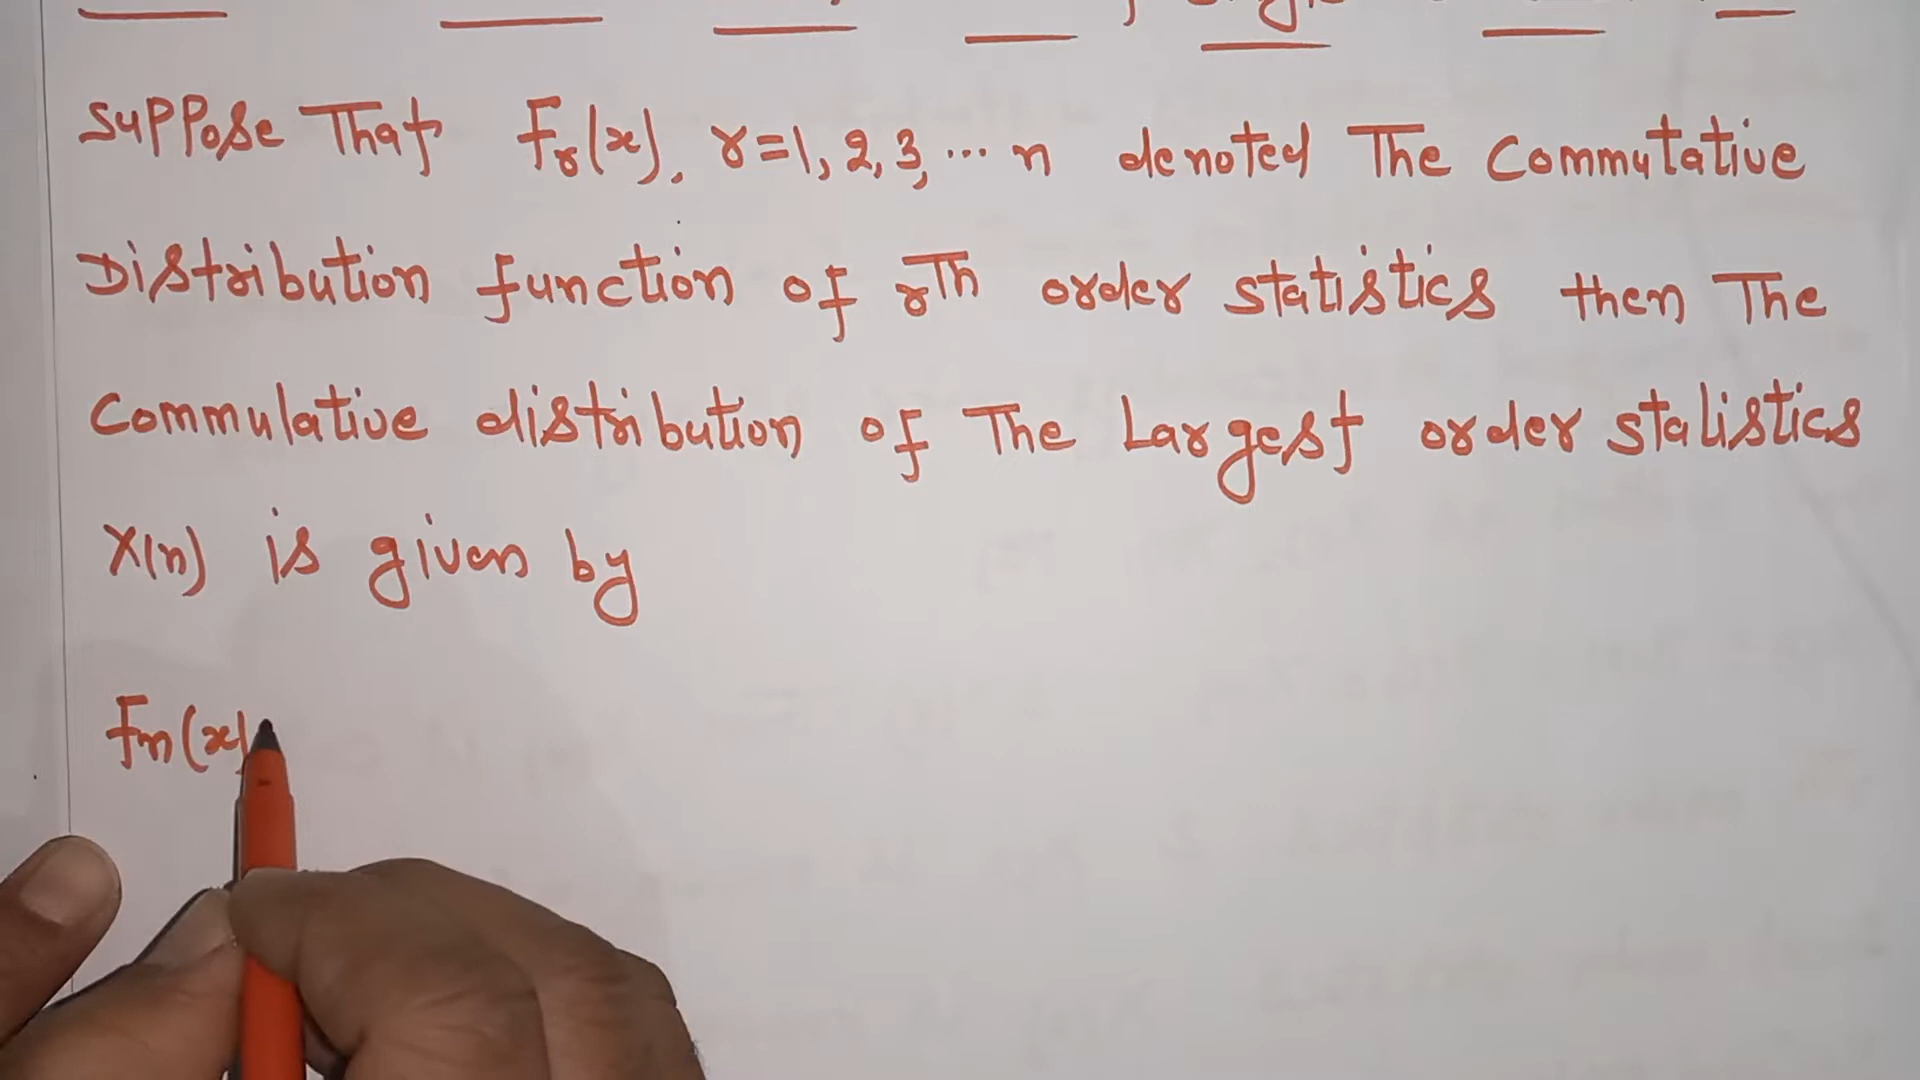 Suppose That Fr(x), r=1, 2, 3, ... n denoted The Commutative
Distribution function of rTh order statistics then The
Commulative distribution of The Largest order statistics
X(n) is given by
Fn(x)